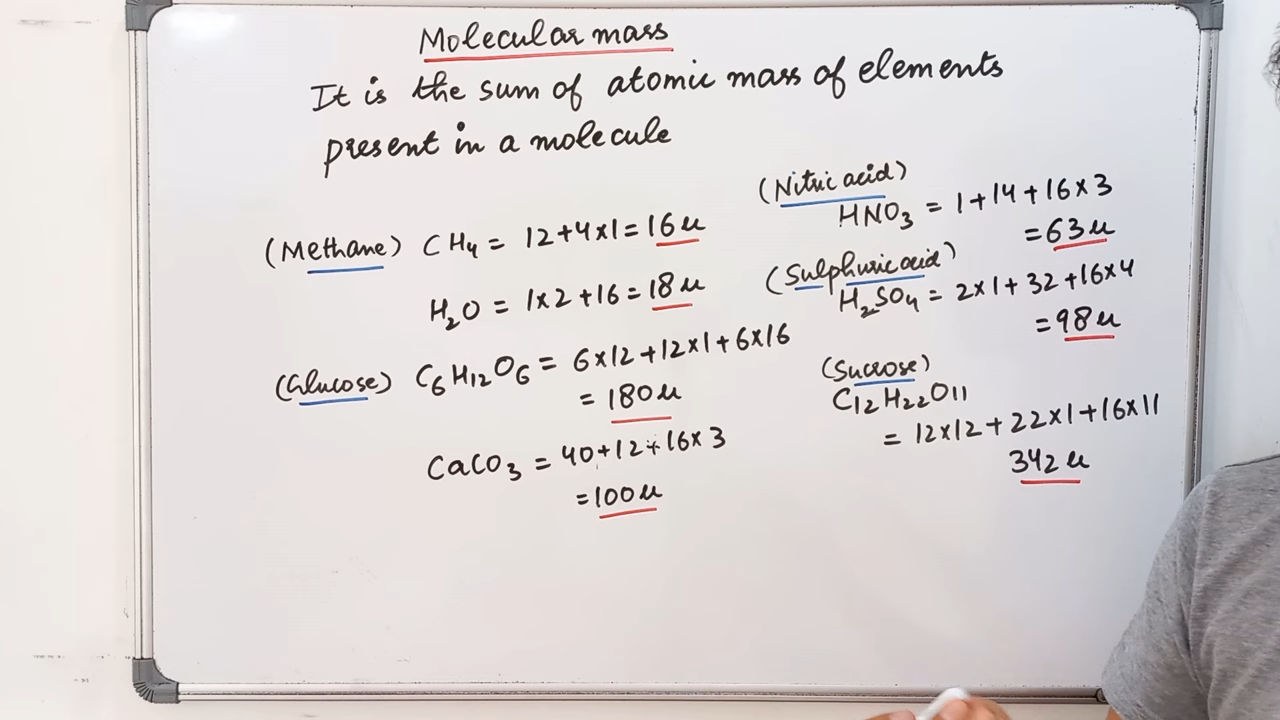 Molecular mass
It is the sum of atomic mass of elements
present in a molecule
(Methane) CH4 = 12+4×1 = 16u
H2O = 1×2+16 = 18u
(Glucose) C6H12O6 = 6×12+12×1+6×16
= 180u
CaCO3 = 40+12+16×3
=100u
(Nitric acid)
HNO3 = 1+14+16×3
=63u
(Sulphuric acid)
H2SO4 = 2×1+32+16×4
=98u
(Sucrose)
C12H22O11
= 12×12+22×1+16×11
342u